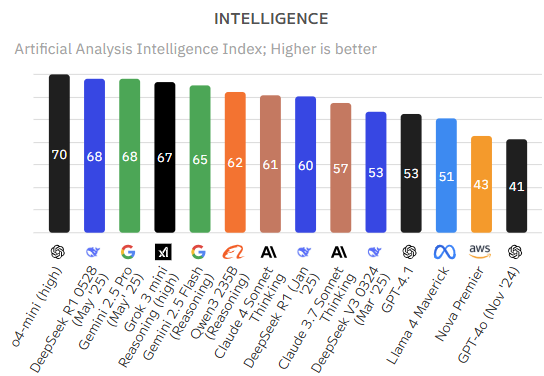 INTELLIGENCE
Artificial Analysis Intelligence Index; Higher is better
70
68
68
67
65
62
61
60
57
53
53
51
43
41
aws
o4-mini (high)
DeepSeek R1 0528
(May '25)
Gemini 2.5 Pro
(May '25)
Grok 3 mini
Reasoning (high)
Gemini 2.5 Flash
(Reasoning)
Qwen3 235B
(Reasoning)
Claude 4 Sonnet
Thinking
DeepSeek R1 (Jan
'25)
Claude 3.7 Sonnet
Thinking
DeepSeek V3 0324
(Mar '25)
GPT-4.1
Llama 4 Maverick
Nova Premier
GPT-4o (Nov '24)